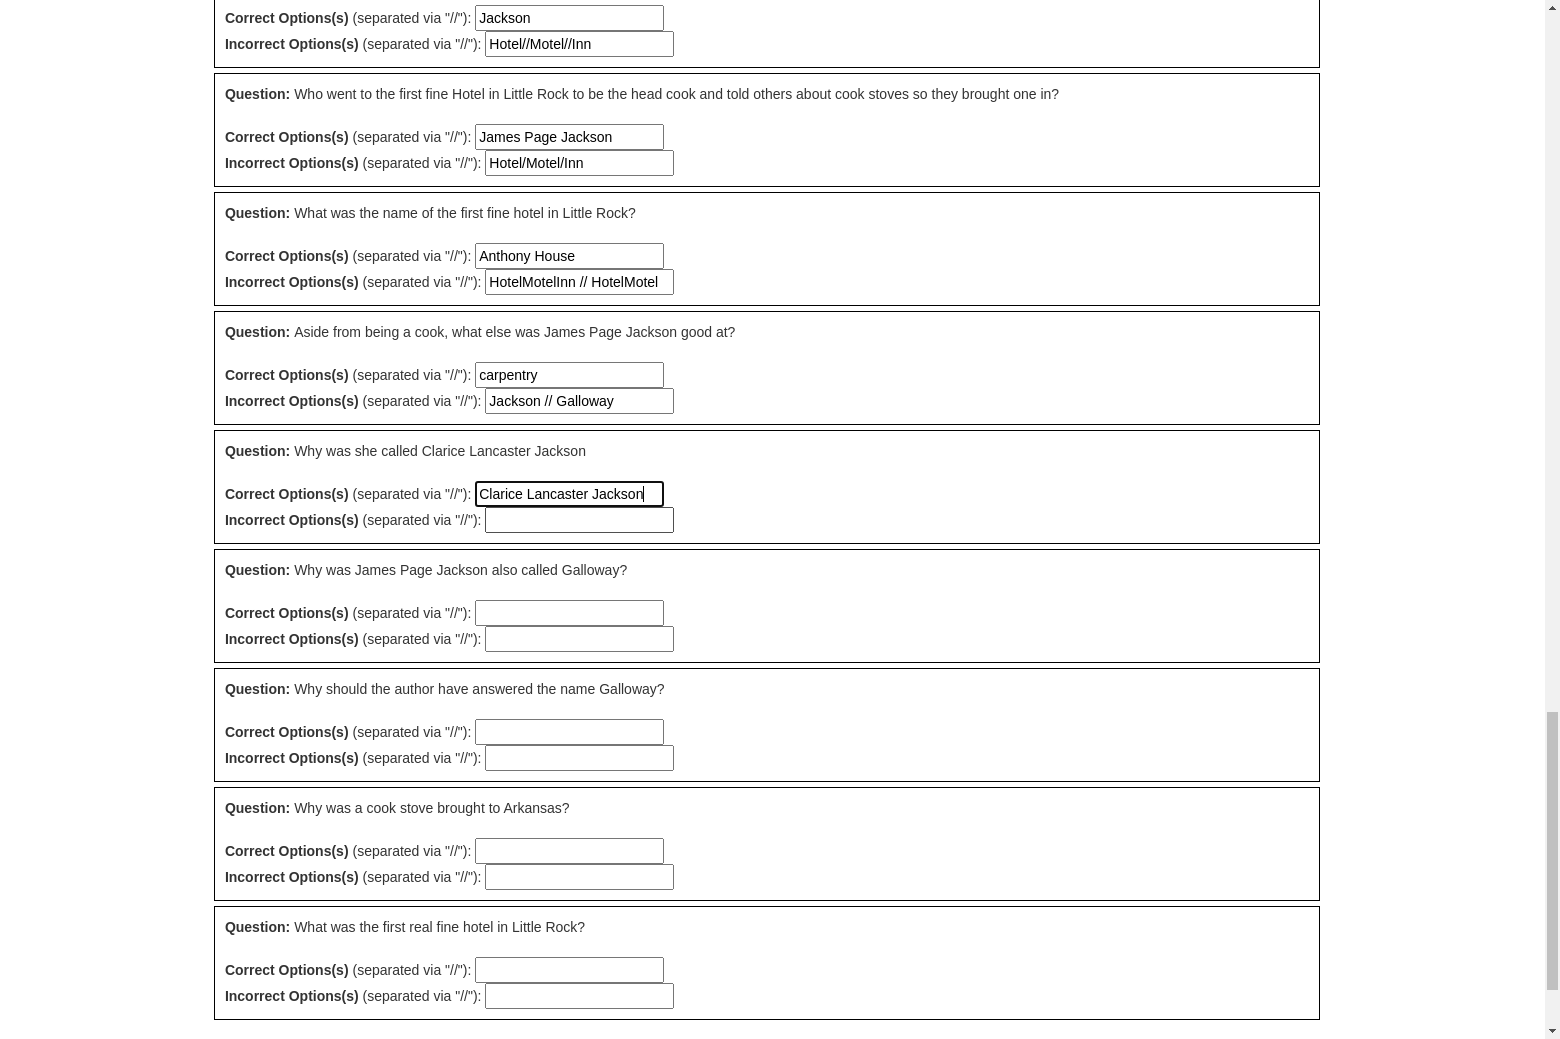 Correct Options(s) (separated via "//"): Jackson
Incorrect Options(s) (separated via "//"): Hotel//Motel//Inn
Question: Who went to the first fine Hotel in Little Rock to be the head cook and told others about cook stoves so they brought one in?
Correct Options(s) (separated via "//"): James Page Jackson
Incorrect Options(s) (separated via "//"): Hotel/Motel/Inn
Question: What was the name of the first fine hotel in Little Rock?
Correct Options(s) (separated via "//"): Anthony House
Incorrect Options(s) (separated via "//"): HotelMotelInn // HotelMotel
Question: Aside from being a cook, what else was James Page Jackson good at?
Correct Options(s) (separated via "//"): carpentry
Incorrect Options(s) (separated via "//"): Jackson // Galloway
Question: Why was she called Clarice Lancaster Jackson
Correct Options(s) (separated via "//"): Clarice Lancaster Jackson
Incorrect Options(s) (separated via "//"):
Question: Why was James Page Jackson also called Galloway?
Correct Options(s) (separated via "//"):
Incorrect Options(s) (separated via "//"):
Question: Why should the author have answered the name Galloway?
Correct Options(s) (separated via "//"):
Incorrect Options(s) (separated via "//"):
Question: Why was a cook stove brought to Arkansas?
Correct Options(s) (separated via "//"):
Incorrect Options(s) (separated via "//"):
Question: What was the first real fine hotel in Little Rock?
Correct Options(s) (separated via "//"):
Incorrect Options(s) (separated via "//"):